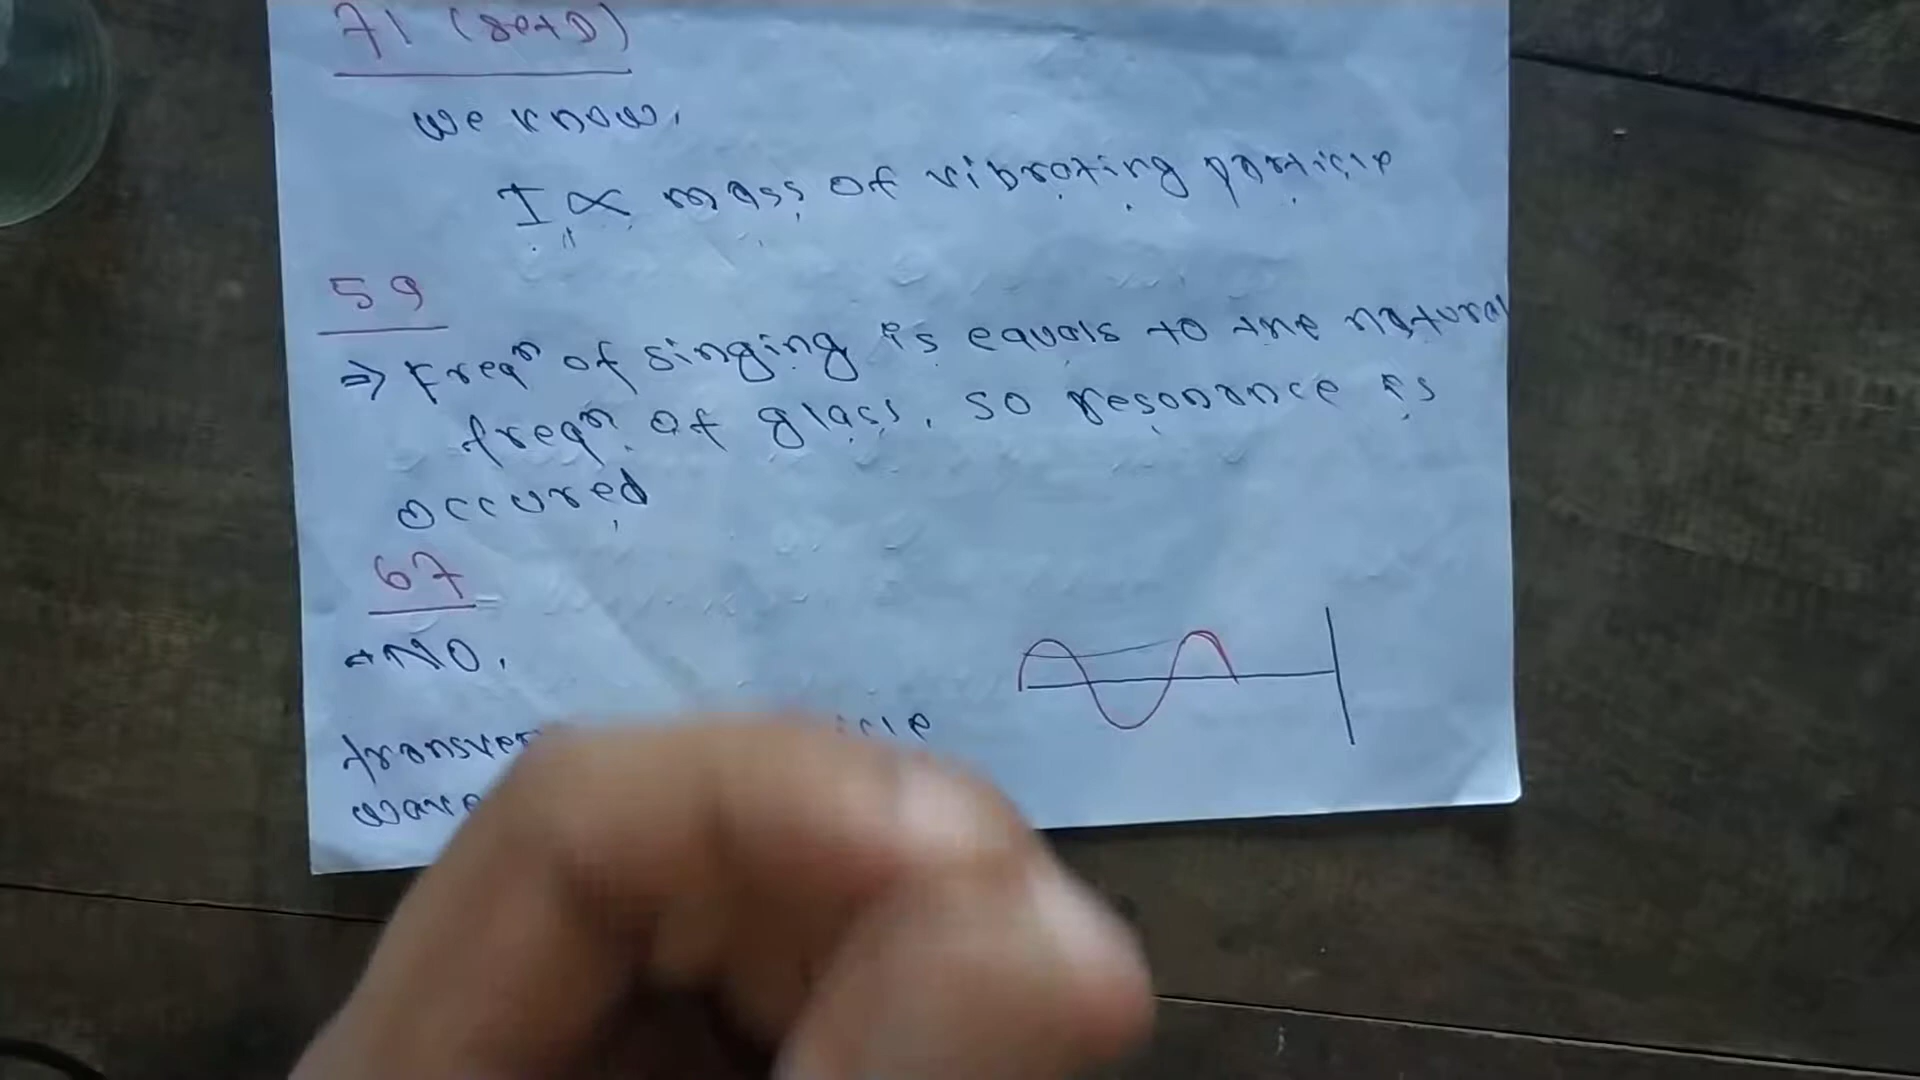 71 (Set D)
we know,
I ∝ mass of vibrating particle
59
⇒ Freqⁿ of singing is equals to the natural
freqⁿ of glass, so resonance is
occured
67
→ NO.